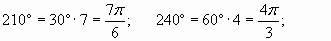 210° = 30° · 7 = 7π/6; 240° = 60° · 4 = 4π/3;